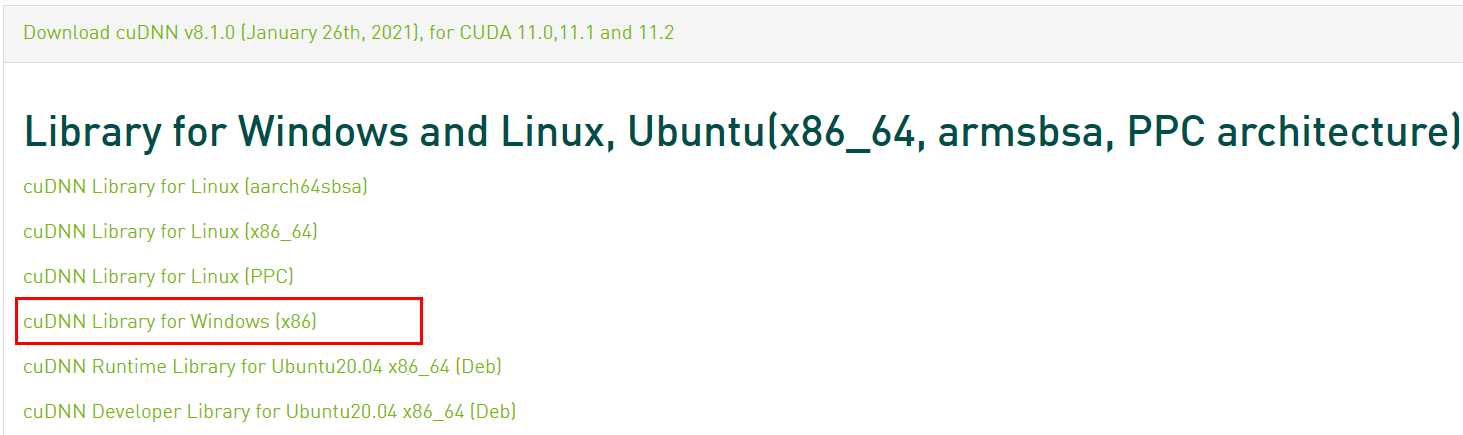 Download cuDNN v8.1.0 (January 26th, 2021), for CUDA 11.0,11.1 and 11.2
Library for Windows and Linux, Ubuntu(x86_64, armsbsa, PPC architecture)
cuDNN Library for Linux (aarch64sbsa)
cuDNN Library for Linux (x86_64)
cuDNN Library for Linux (PPC)
cuDNN Library for Windows (x86)
cuDNN Runtime Library for Ubuntu20.04 x86_64 (Deb)
cuDNN Developer Library for Ubuntu20.04 x86_64 (Deb)